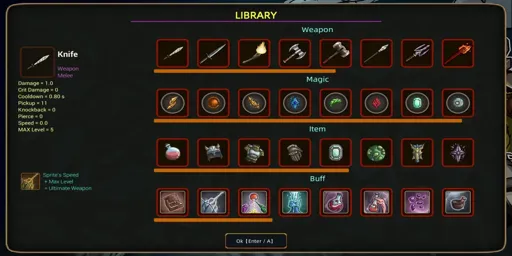 LIBRARY
Knife
Weapon
Melee
Damage = 1.0
Crit Damage = 0
Cooldown = 0.80 s
Pickup = 11
Knockback = 0
Pierce = 0
Speed = 0.0
MAX Level = 5
Sprite's Speed
+ Max Level
= Ultimate Weapon
Weapon
Magic
Item
Buff
Ok [Enter / A]